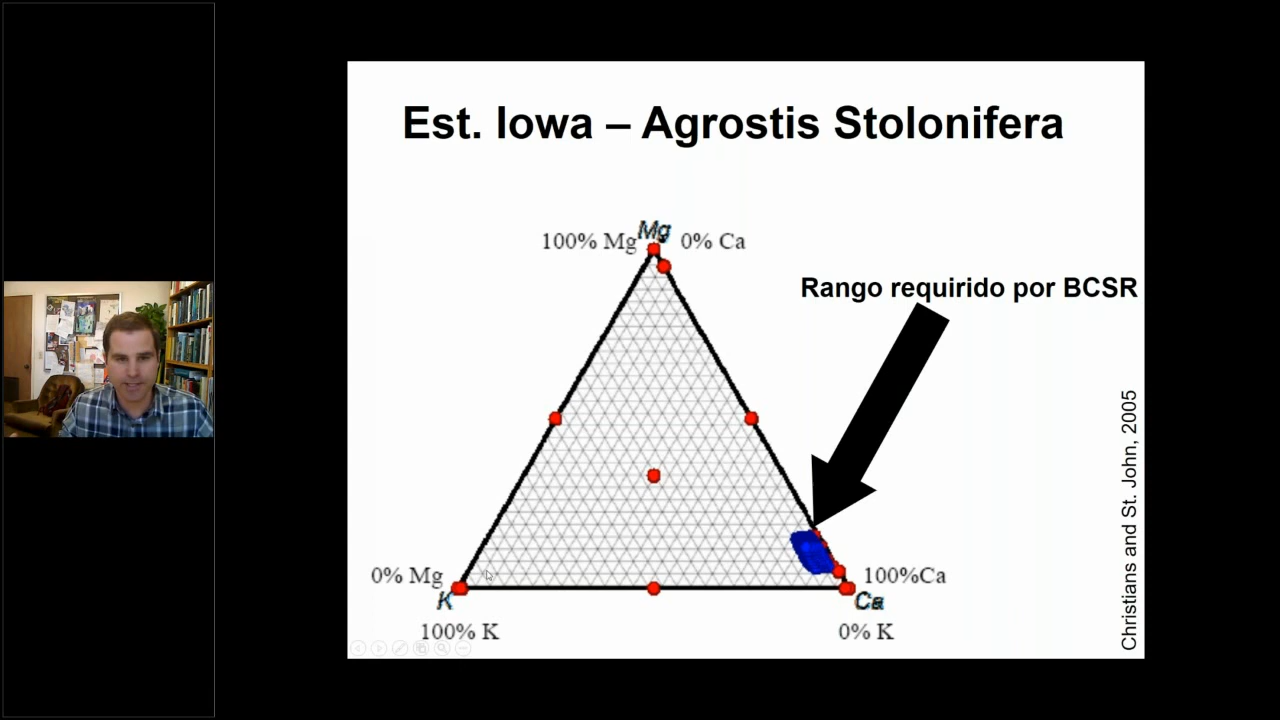 Est. Iowa – Agrostis Stolonifera
Mg
100% Mg
0% Ca
Rango requirido por BCSR
0% Mg
100%Ca
K
Ca
100% K
0% K
Christians and St. John, 2005